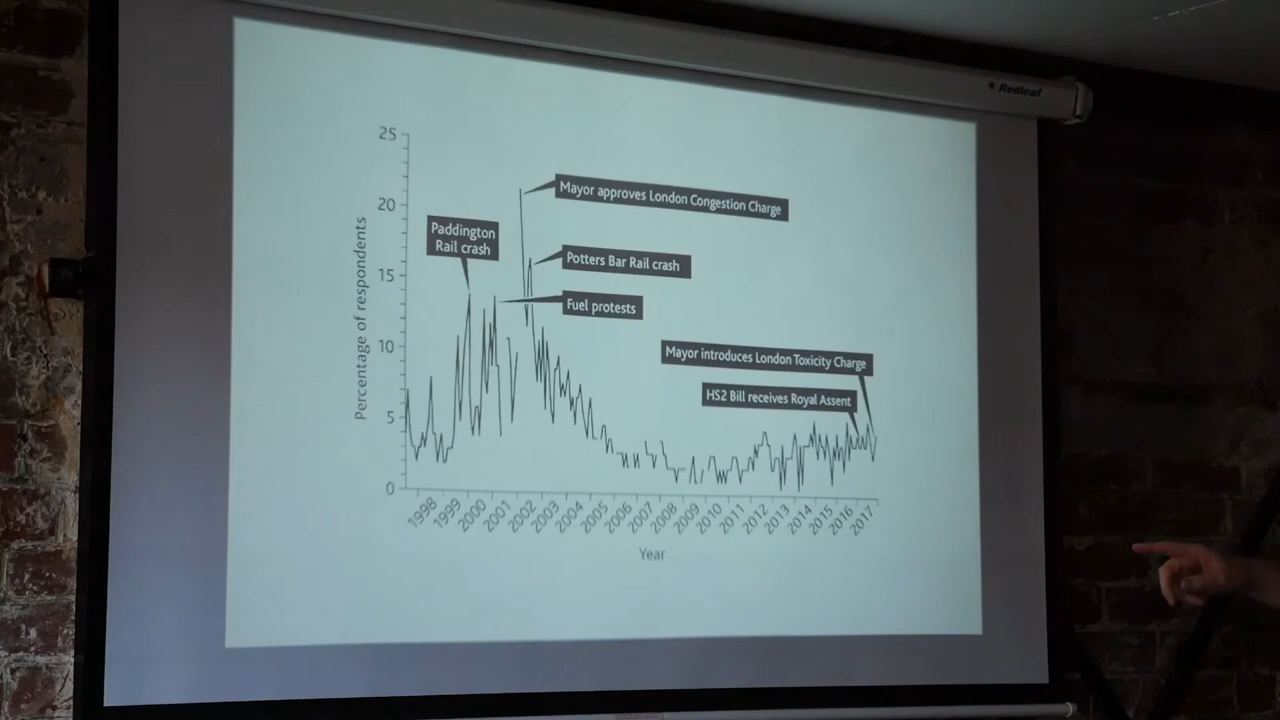 Redleaf
25
Mayor approves London Congestion Charge
20
Paddington
Rail crash
Potters Bar Rail crash
15
Fuel protests
10
Mayor introduces London Toxicity Charge
HS2 Bill receives Royal Assent
5
0
Percentage of respondents
1998
1999
2000
2001
2002
2003
2004
2005
2006
2007
2008
2009
2010
2011
2012
2013
2014
2015
2016
2017
Year